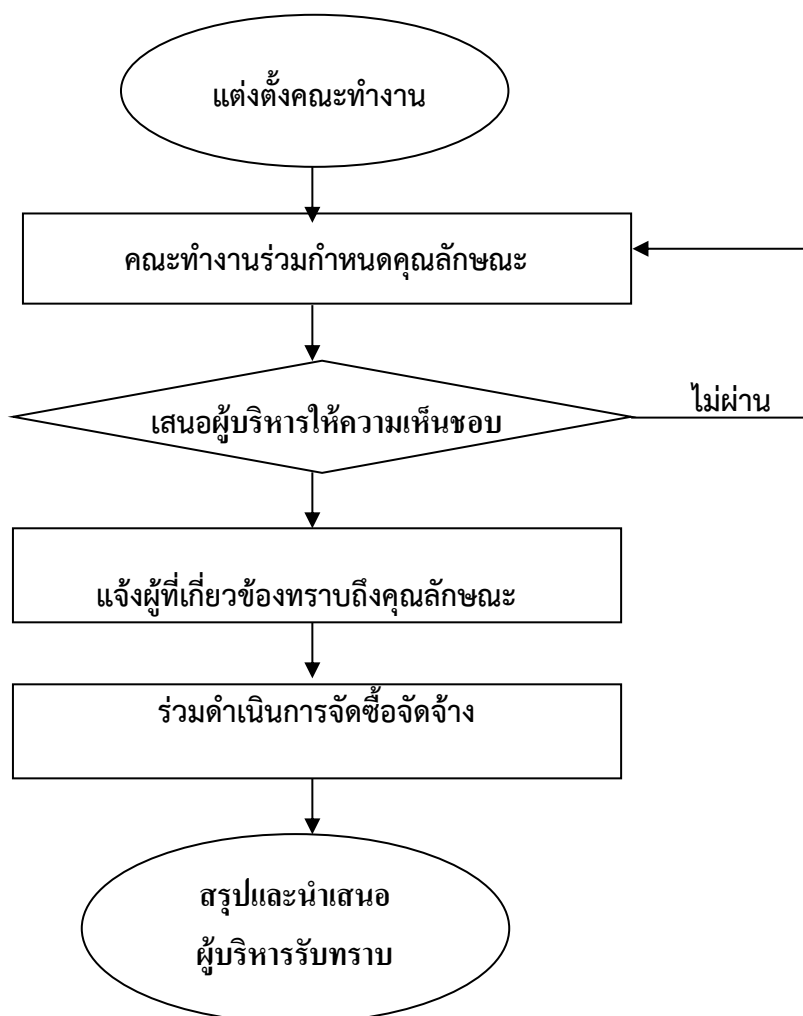 แต่งตั้งคณะทำงาน
คณะทำงานร่วมกำหนดคุณลักษณะ
เสนอผู้บริหารให้ความเห็นชอบ
ไม่ผ่าน
แจ้งผู้ที่เกี่ยวข้องทราบถึงคุณลักษณะ
ร่วมดำเนินการจัดซื้อจัดจ้าง
สรุปและนำเสนอ
ผู้บริหารรับทราบ